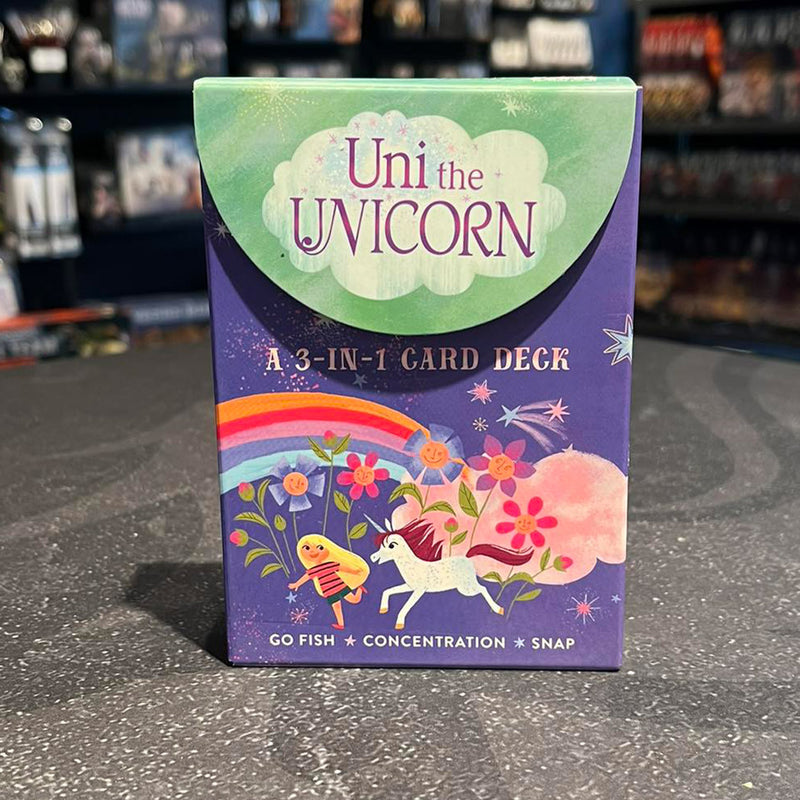 Uni the
UNICORN
A 3-IN-1 CARD DECK
GO FISH ★ CONCENTRATION ★ SNAP